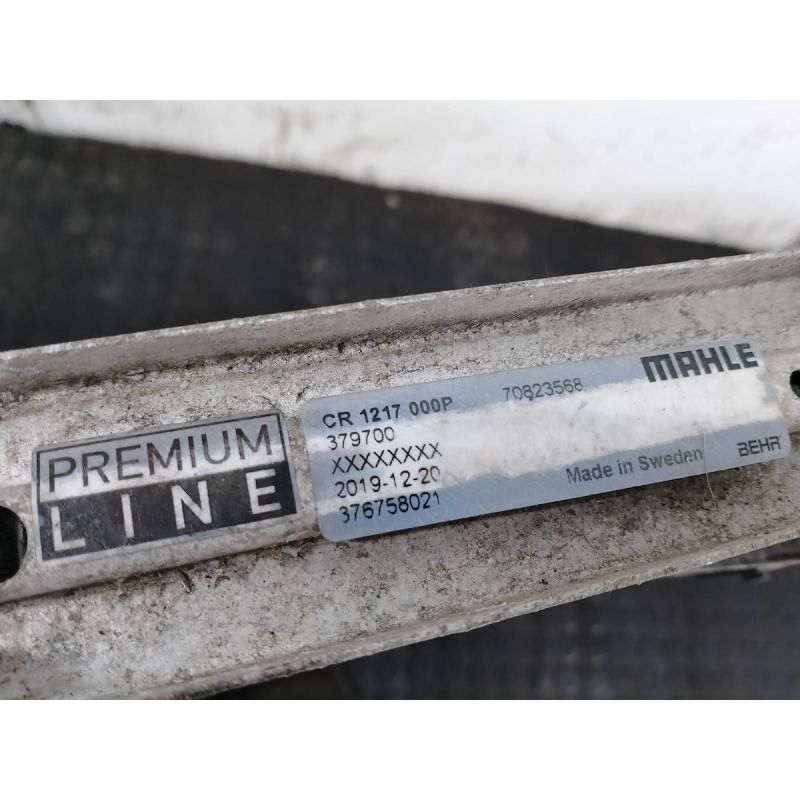 PREMIUM
LINE
CR 1217 000P 70823568
MAHLE
379700
XXXXXXXX
2019-12-20
376758021
Made in Sweden
BEHR